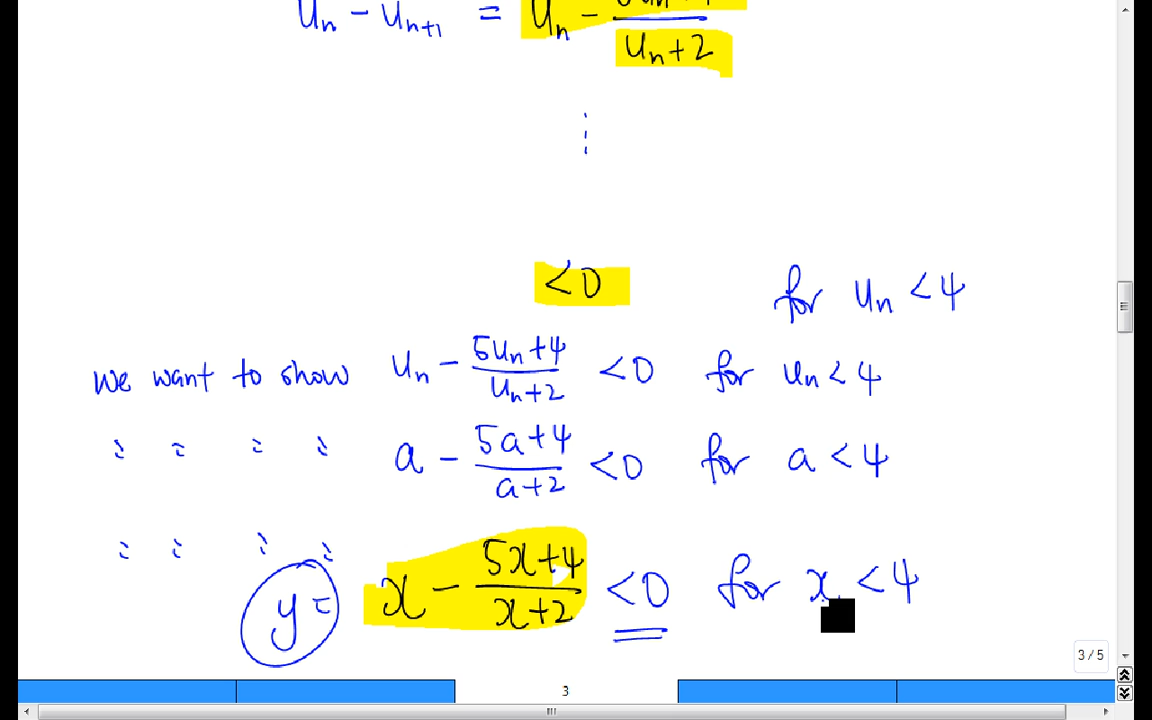 Un - Un+1 = Un - / Un+2
⋮
<0 for Un < 4
We want to show Un - (5Un+4)/(Un+2) < 0 for Un < 4
" " " " a - (5a+4)/(a+2) < 0 for a < 4
" " " " y = x - (5x+4)/(x+2) < 0 for x < 4
3 / 5
3